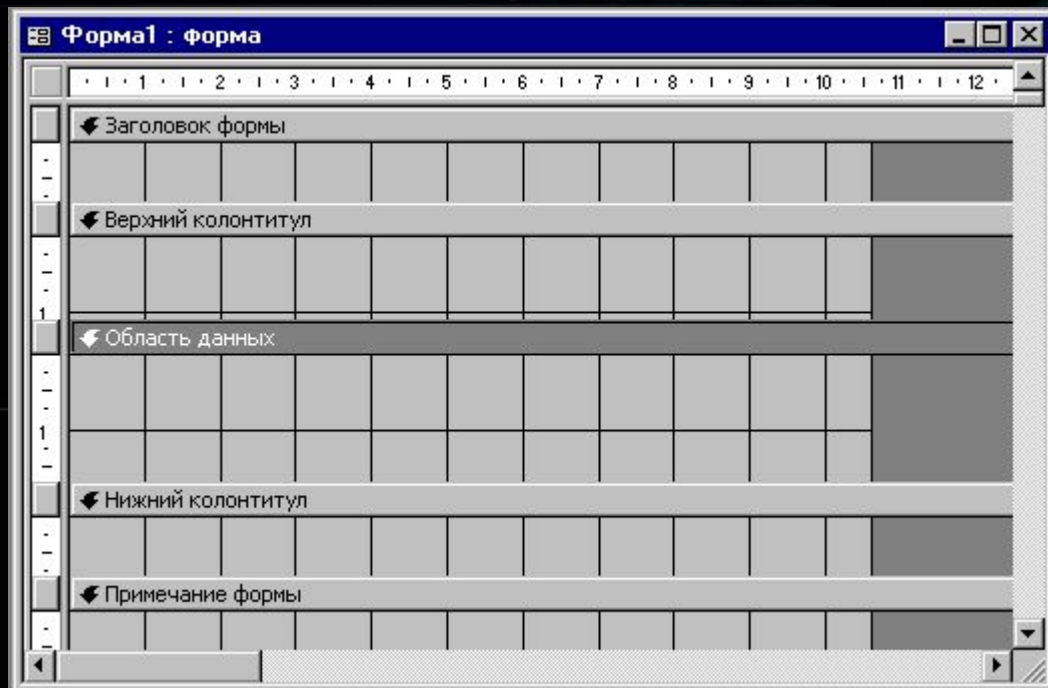 Форма1 : форма
1 2 3 4 5 6 7 8 9 10 11 12
Заголовок формы
Верхний колонтитул
1
Область данных
1
Нижний колонтитул
Примечание формы